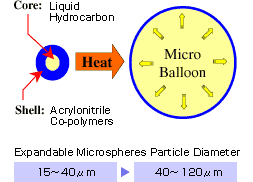 Core: Liquid
Hydrocarbon
Heat
Micro
Balloon
Shell: Acrylonitrile
Co-polymers
Expandable Microspheres Particle Diameter
15～40μm ▶ 40～120μm